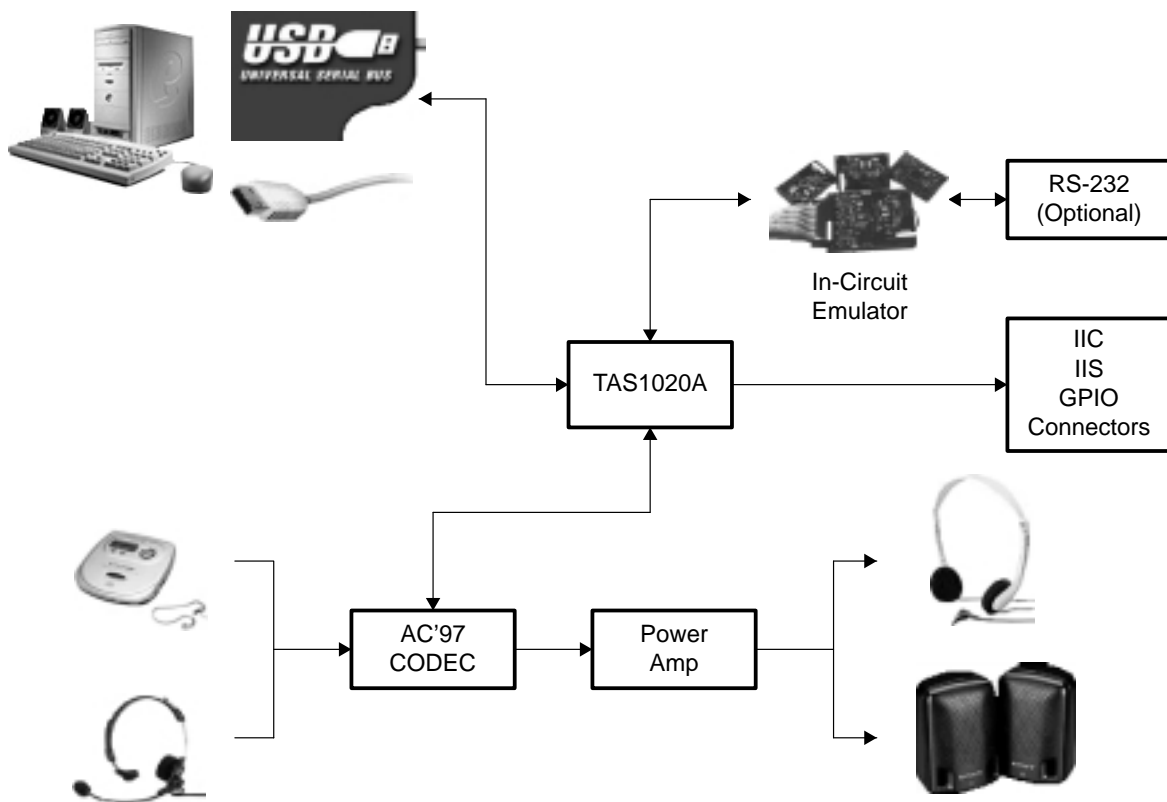 USB
UNIVERSAL SERIAL BUS
RS-232
(Optional)
In-Circuit
Emulator
TAS1020A
IIC
IIS
GPIO
Connectors
AC'97
CODEC
Power
Amp